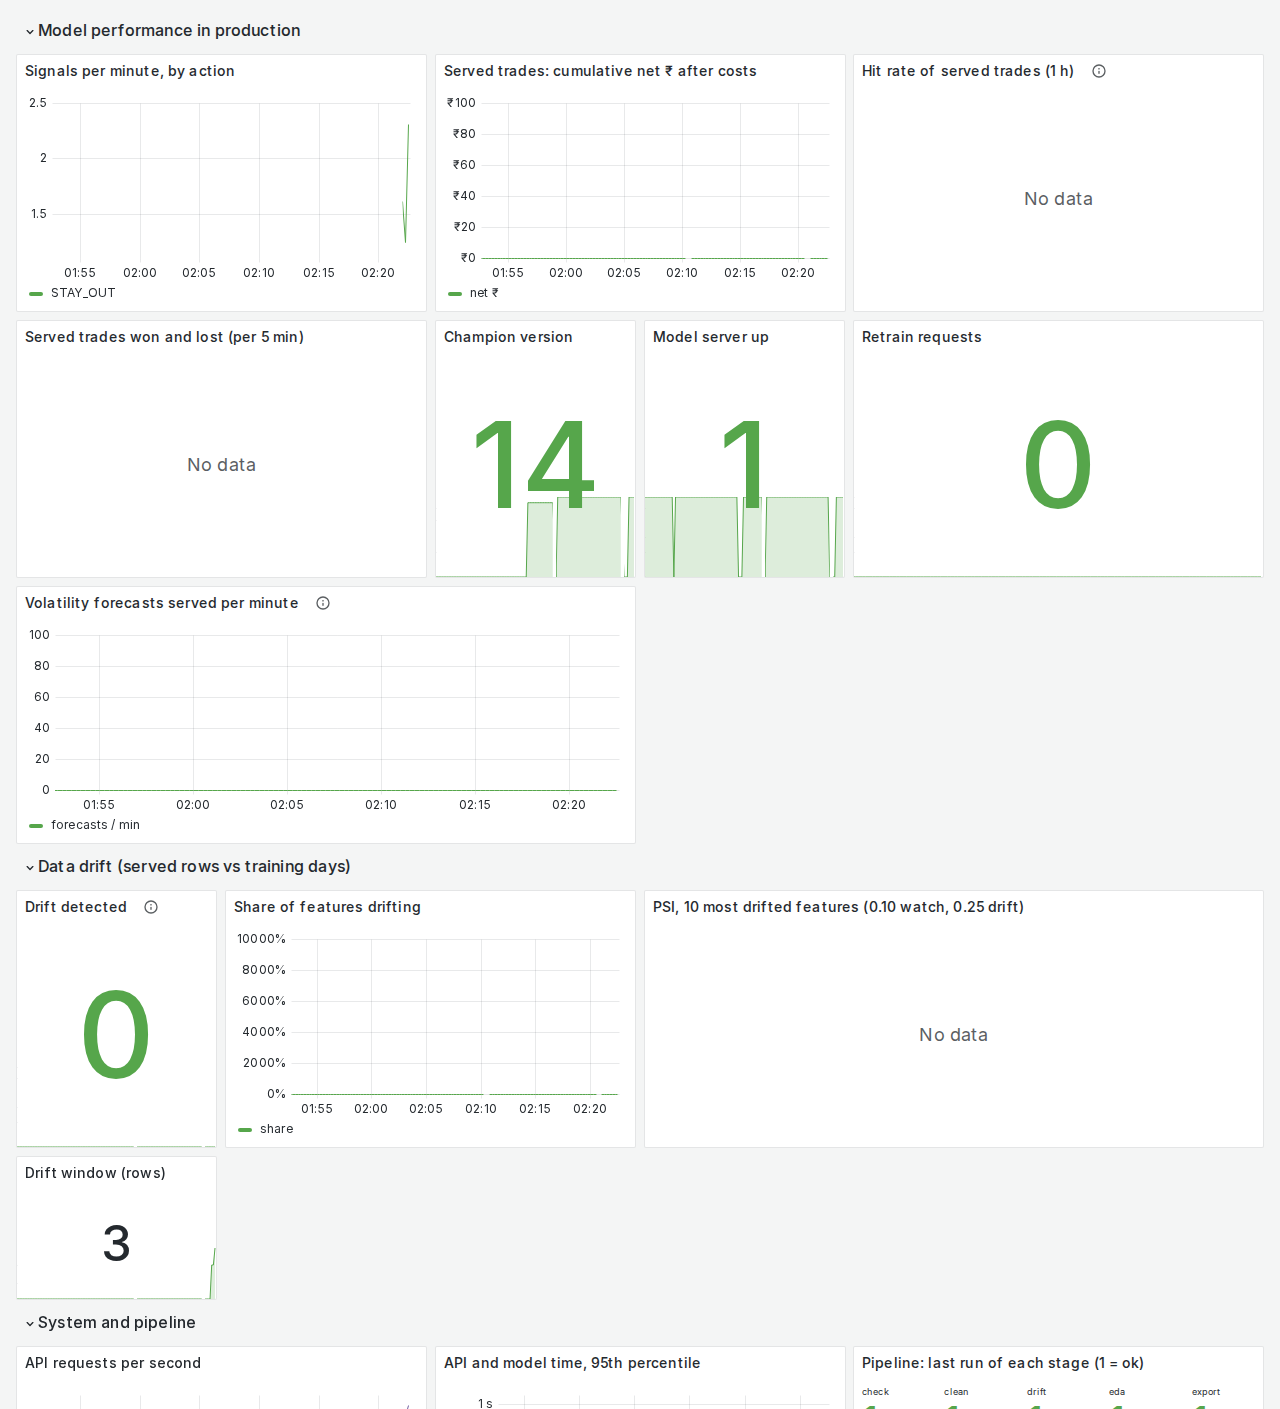 Model performance in production
Signals per minute, by action
2.5
2
1.5
01:55 02:00 02:05 02:10 02:15 02:20
STAY_OUT
Served trades: cumulative net ₹ after costs
₹100
₹80
₹60
₹40
₹20
₹0
01:55 02:00 02:05 02:10 02:15 02:20
net ₹
Hit rate of served trades (1 h)
No data
Served trades won and lost (per 5 min)
No data
Champion version
14
Model server up
1
Retrain requests
0
Volatility forecasts served per minute
100
80
60
40
20
0
01:55 02:00 02:05 02:10 02:15 02:20
forecasts / min
Data drift (served rows vs training days)
Drift detected
0
Share of features drifting
10000%
8000%
6000%
4000%
2000%
0%
01:55 02:00 02:05 02:10 02:15 02:20
share
PSI, 10 most drifted features (0.10 watch, 0.25 drift)
No data
Drift window (rows)
3
System and pipeline
API requests per second
API and model time, 95th percentile
1 s
Pipeline: last run of each stage (1 = ok)
check clean drift eda export